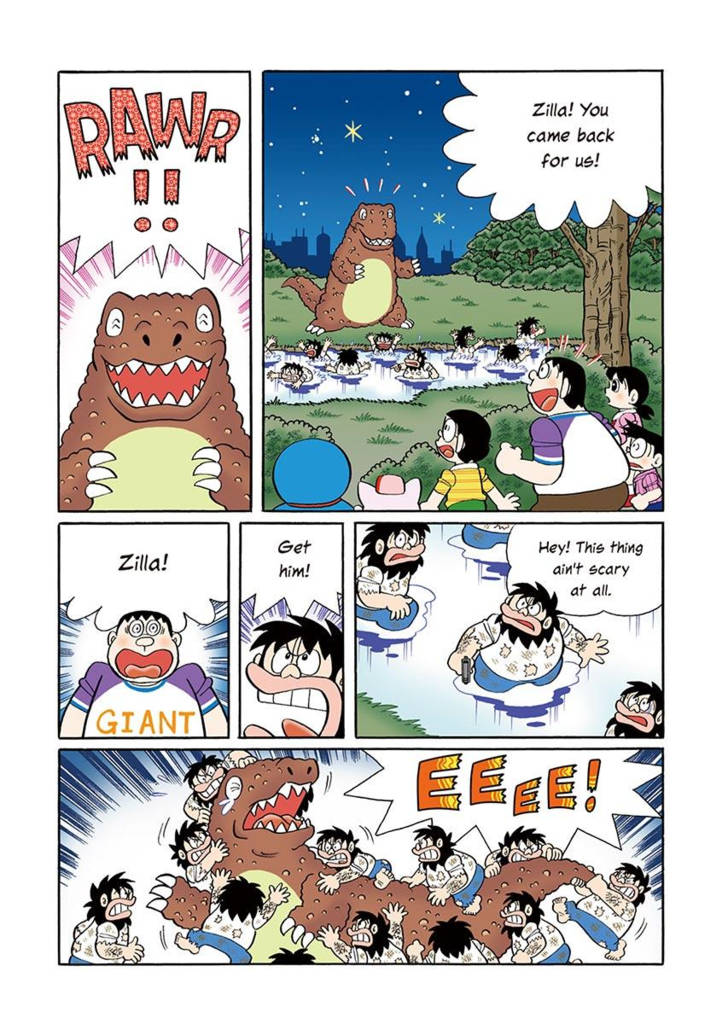 RAWR
!!
Zilla! You
came back
for us!
Zilla!
GIANT
Get
him!
Hey! This thing
ain't scary
at all.
EEEE!